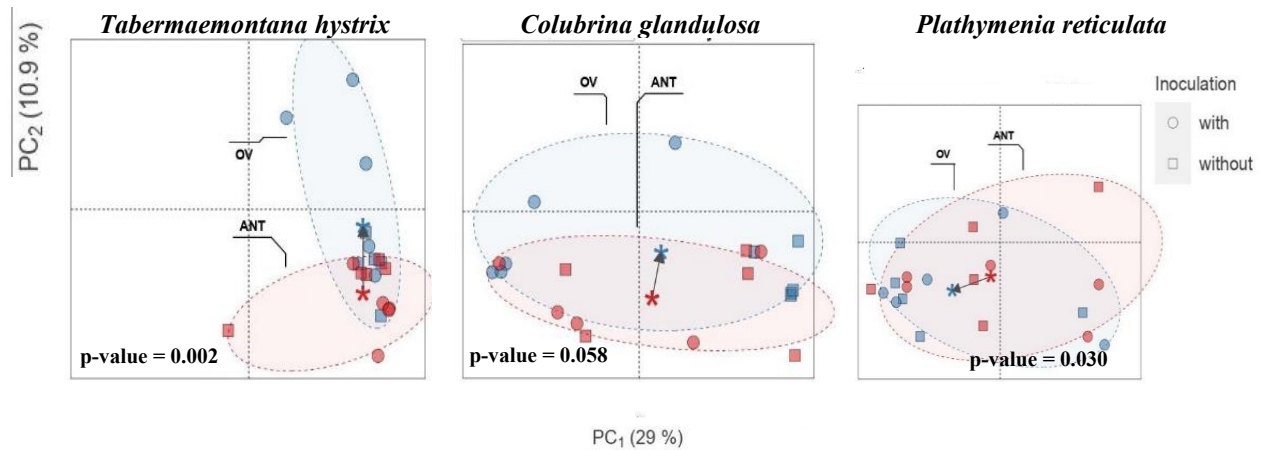 Tabermaemontana hystrix
Colubrina glandulosa
Plathymenia reticulata
PC2 (10.9 %)
OV
ANT
p-value = 0.002
OV
ANT
p-value = 0.058
OV
ANT
p-value = 0.030
Inoculation
with
without
PC1 (29 %)